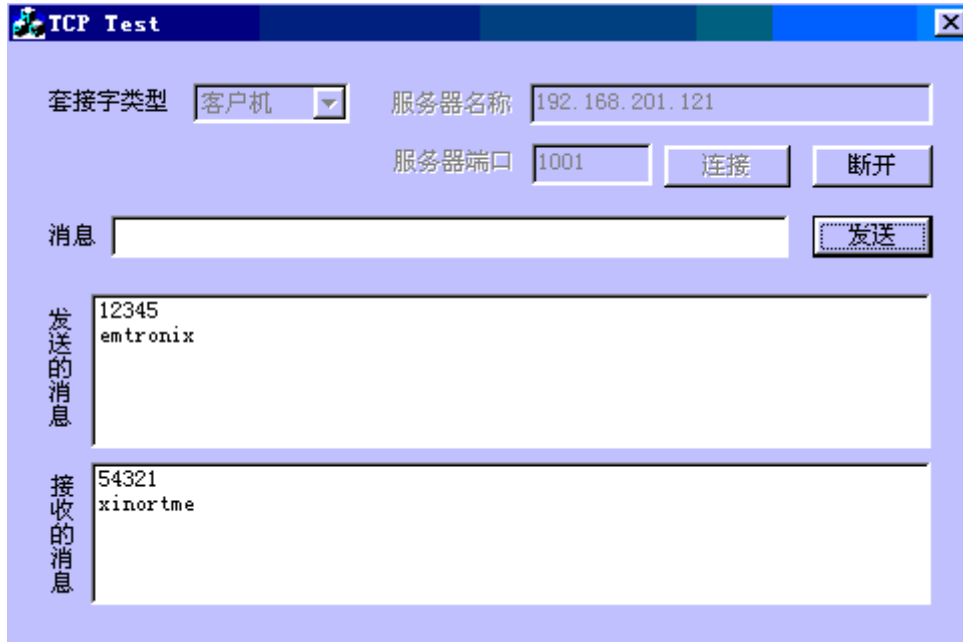 TCP Test
套接字类型 客户机 服务器名称 192.168.201.121
服务器端口 1001 连接 断开
消息 发送
发送的消息
12345
emtronix
接收的消息
54321
xinortme